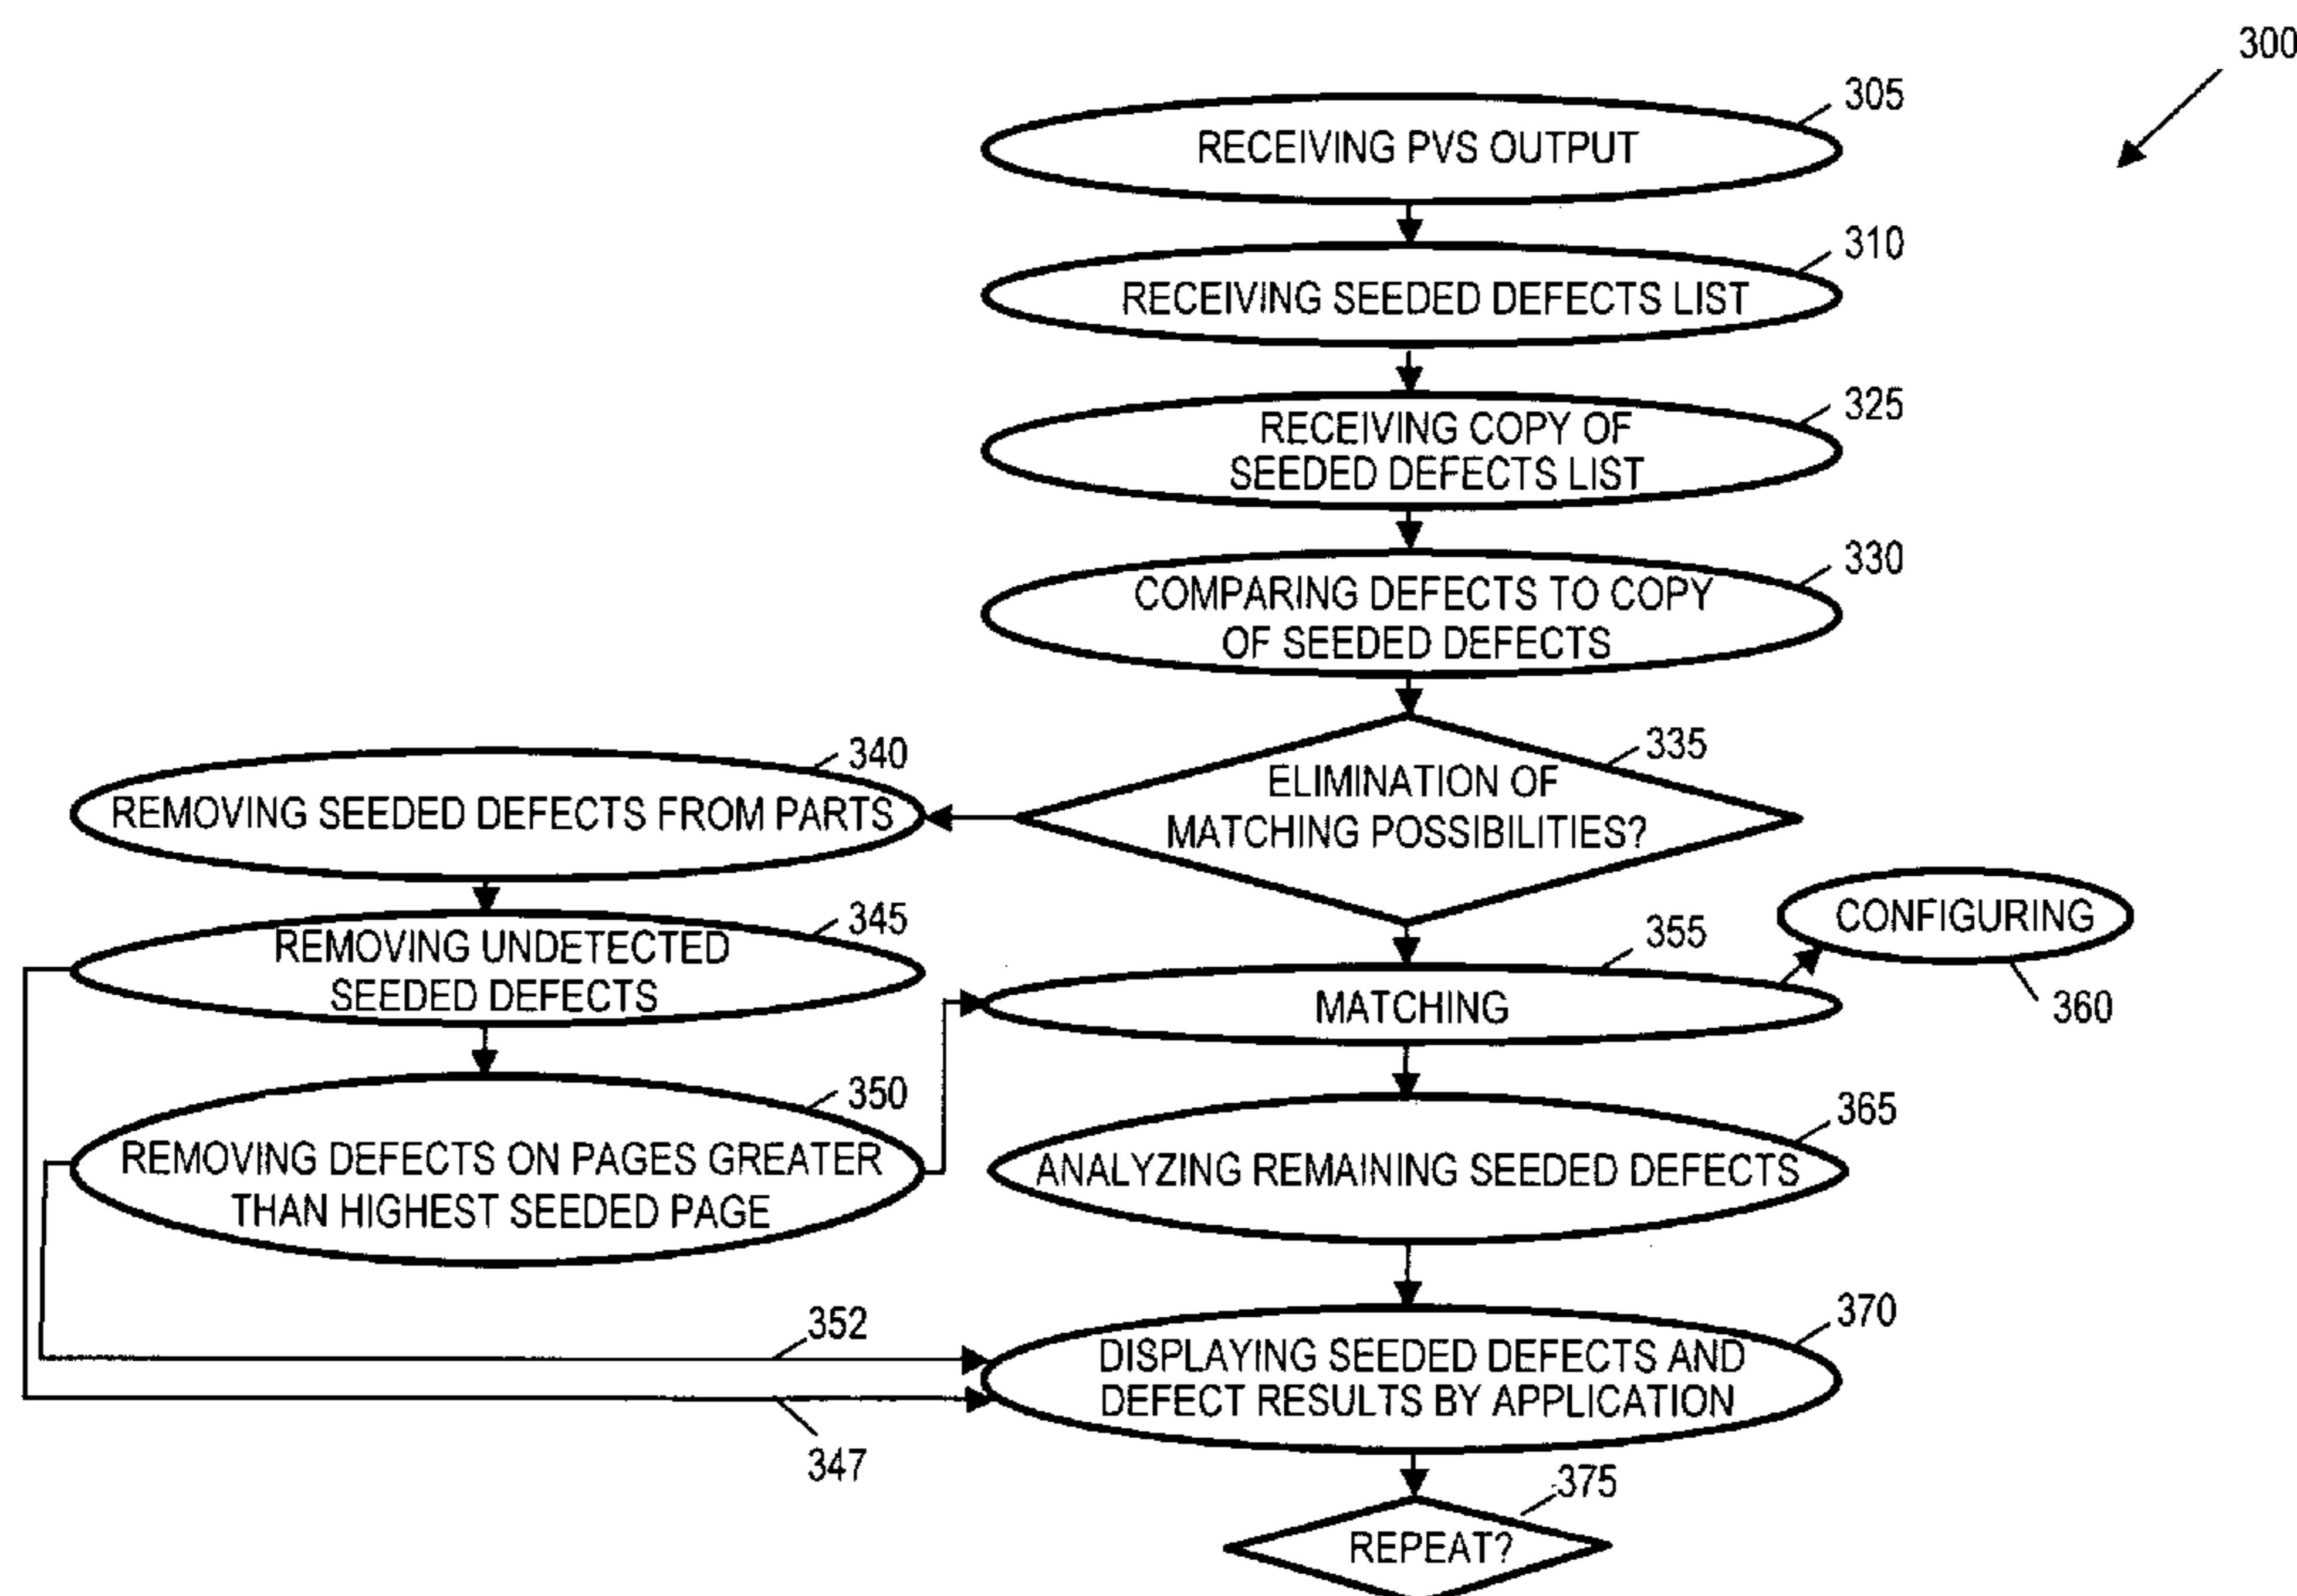 300
305
RECEIVING PVS OUTPUT
310
RECEIVING SEEDED DEFECTS LIST
325
RECEIVING COPY OF
SEEDED DEFECTS LIST
330
COMPARING DEFECTS TO COPY
OF SEEDED DEFECTS
335
ELIMINATION OF
MATCHING POSSIBILITIES?
340
REMOVING SEEDED DEFECTS FROM PARTS
345
REMOVING UNDETECTED
SEEDED DEFECTS
350
REMOVING DEFECTS ON PAGES GREATER
THAN HIGHEST SEEDED PAGE
355
MATCHING
CONFIGURING
360
365
ANALYZING REMAINING SEEDED DEFECTS
352
347
370
DISPLAYING SEEDED DEFECTS AND
DEFECT RESULTS BY APPLICATION
375
REPEAT?